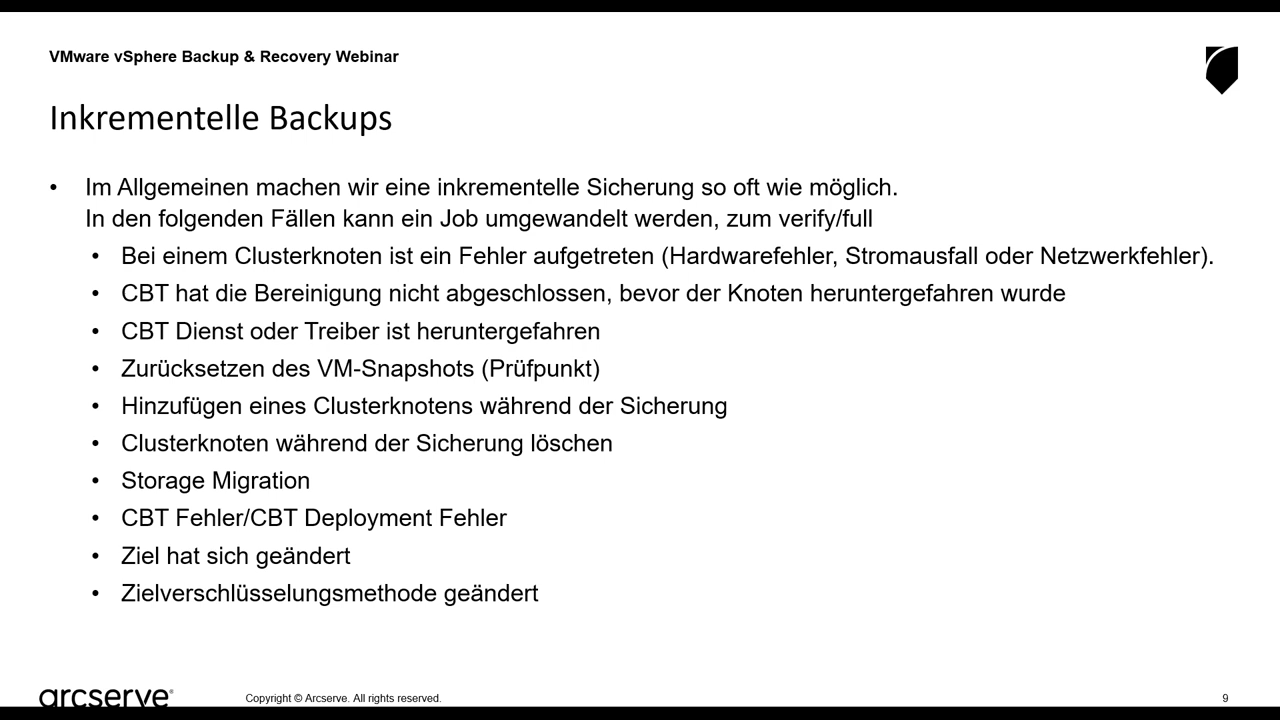 VMware vSphere Backup & Recovery Webinar
Inkrementelle Backups
• Im Allgemeinen machen wir eine inkrementelle Sicherung so oft wie möglich.
In den folgenden Fällen kann ein Job umgewandelt werden, zum verify/full
• Bei einem Clusterknoten ist ein Fehler aufgetreten (Hardwarefehler, Stromausfall oder Netzwerkfehler).
• CBT hat die Bereinigung nicht abgeschlossen, bevor der Knoten heruntergefahren wurde
• CBT Dienst oder Treiber ist heruntergefahren
• Zurücksetzen des VM-Snapshots (Prüfpunkt)
• Hinzufügen eines Clusterknotens während der Sicherung
• Clusterknoten während der Sicherung löschen
• Storage Migration
• CBT Fehler/CBT Deployment Fehler
• Ziel hat sich geändert
• Zielverschlüsselungsmethode geändert
arcserve® Copyright © Arcserve. All rights reserved. 9